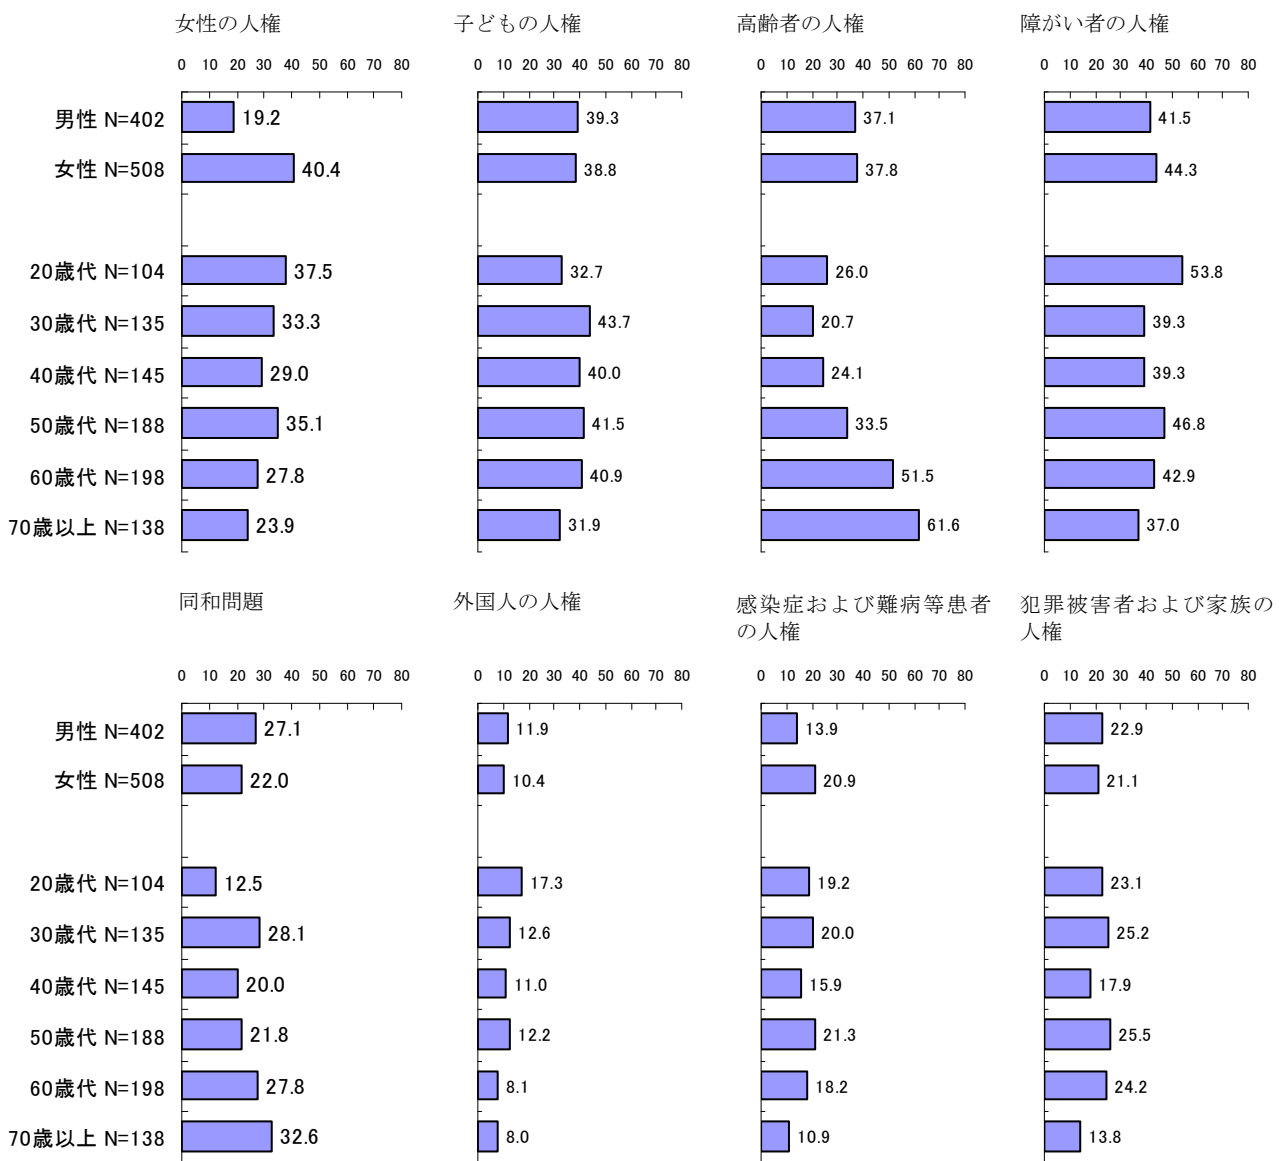 女性の人権 子どもの人権 高齢者の人権 障がい者の人権
0 10 20 30 40 50 60 70 80 0 10 20 30 40 50 60 70 80 0 10 20 30 40 50 60 70 80 0 10 20 30 40 50 60 70 80
男性 N=402 19.2 39.3 37.1 41.5
女性 N=508 40.4 38.8 37.8 44.3
20歳代 N=104 37.5 32.7 26.0 53.8
30歳代 N=135 33.3 43.7 20.7 39.3
40歳代 N=145 29.0 40.0 24.1 39.3
50歳代 N=188 35.1 41.5 33.5 46.8
60歳代 N=198 27.8 40.9 51.5 42.9
70歳以上 N=138 23.9 31.9 61.6 37.0
同和問題 外国人の人権 感染症および難病等患者 犯罪被害者および家族の
の人権 人権
0 10 20 30 40 50 60 70 80 0 10 20 30 40 50 60 70 80 0 10 20 30 40 50 60 70 80 0 10 20 30 40 50 60 70 80
男性 N=402 27.1 11.9 13.9 22.9
女性 N=508 22.0 10.4 20.9 21.1
20歳代 N=104 12.5 17.3 19.2 23.1
30歳代 N=135 28.1 12.6 20.0 25.2
40歳代 N=145 20.0 11.0 15.9 17.9
50歳代 N=188 21.8 12.2 21.3 25.5
60歳代 N=198 27.8 8.1 18.2 24.2
70歳以上 N=138 32.6 8.0 10.9 13.8